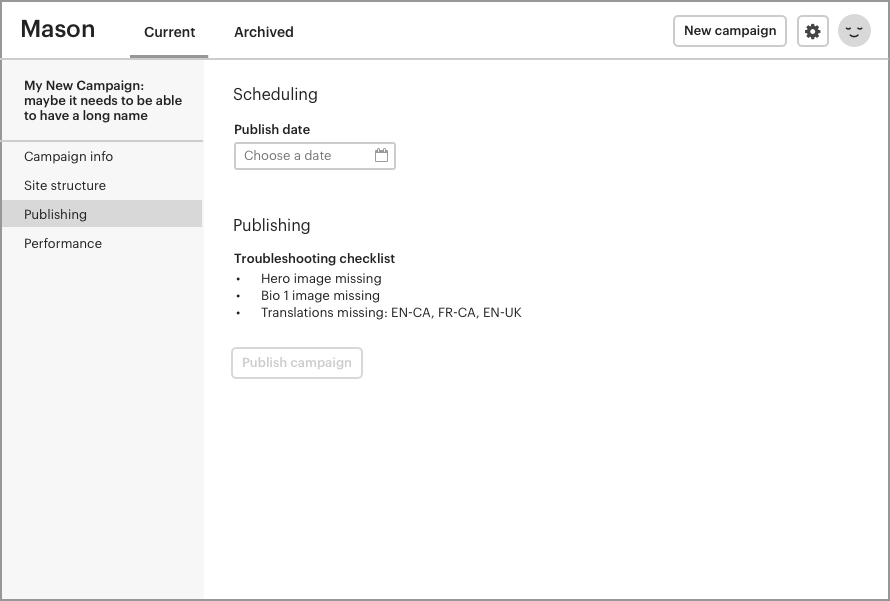 Mason
Current
Archived
New campaign
My New Campaign:
maybe it needs to be able
to have a long name
Campaign info
Site structure
Publishing
Performance
Scheduling
Publish date
Choose a date
Publishing
Troubleshooting checklist
• Hero image missing
• Bio 1 image missing
• Translations missing: EN-CA, FR-CA, EN-UK
Publish campaign